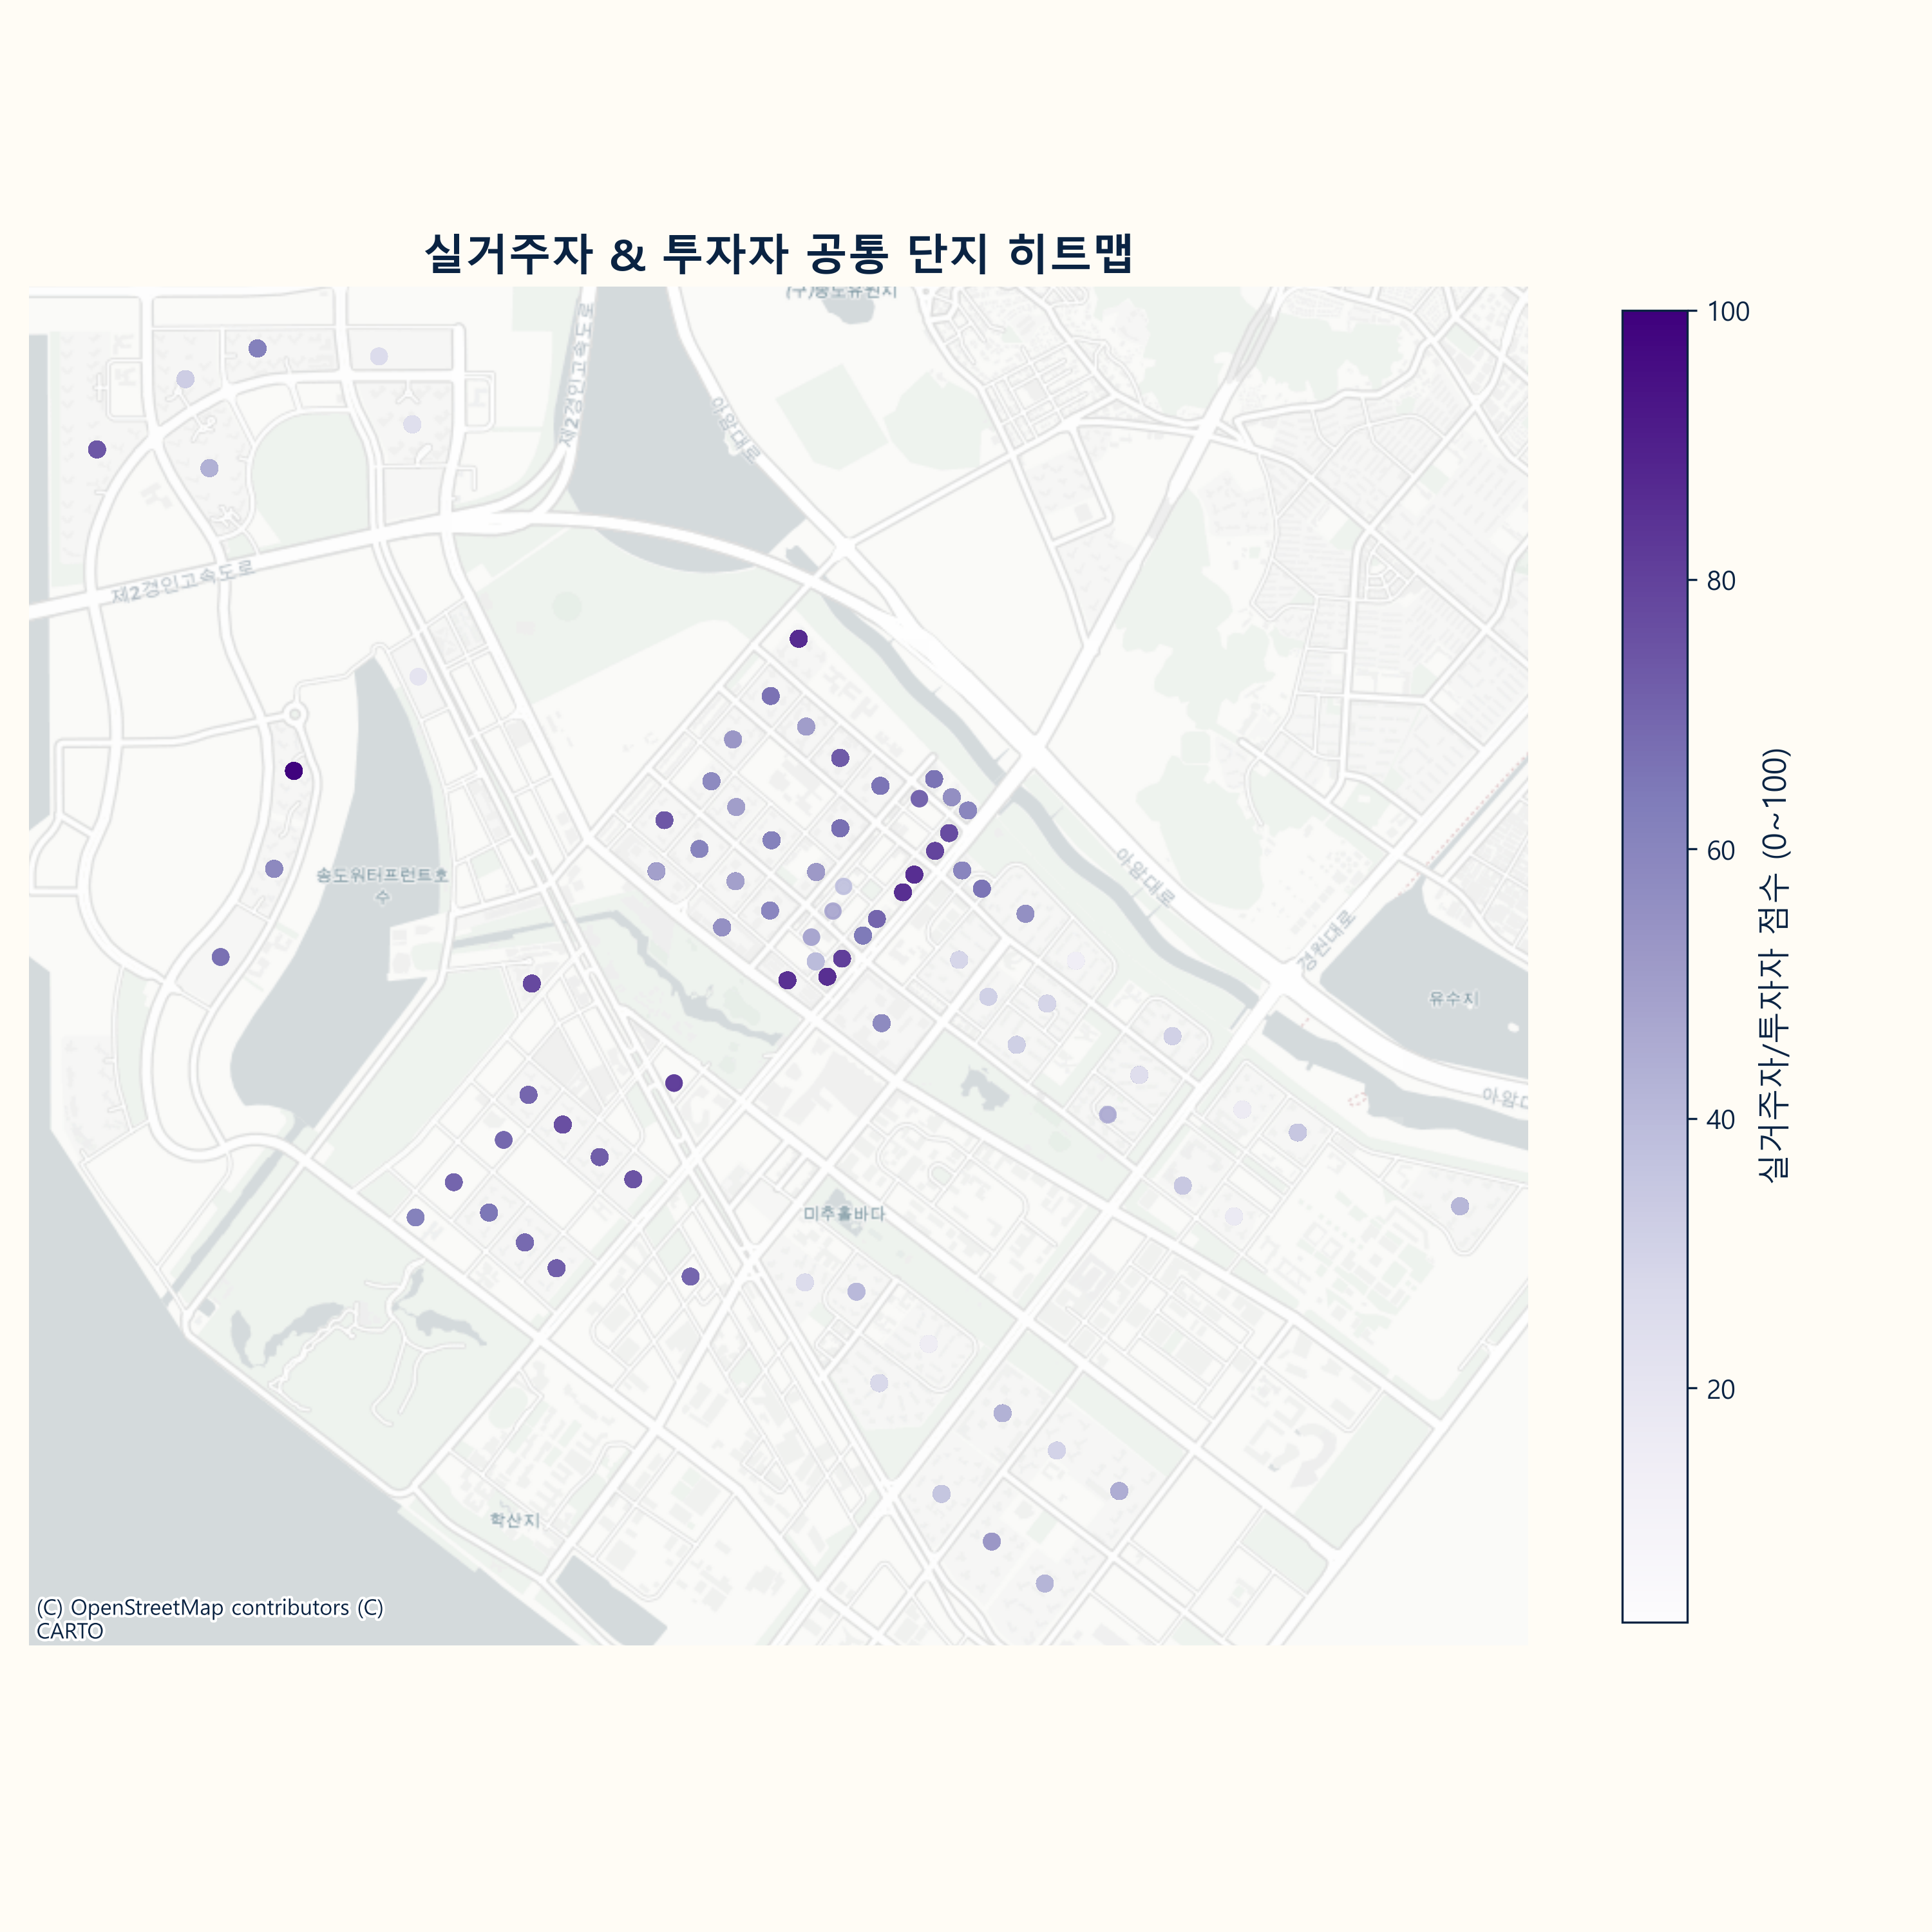 실거주자 & 투자자 공통 단지 히트맵
(구)송도유원지
제2경인고속도로
아암대로
제2경인고속도로
송도워터프런트호
수
아암대로
경원대로
유수지
미추홀바다
학산지
(C) OpenStreetMap contributors (C)
CARTO
100
80
60
40
20
실거주자/투자자 점수 (0~100)